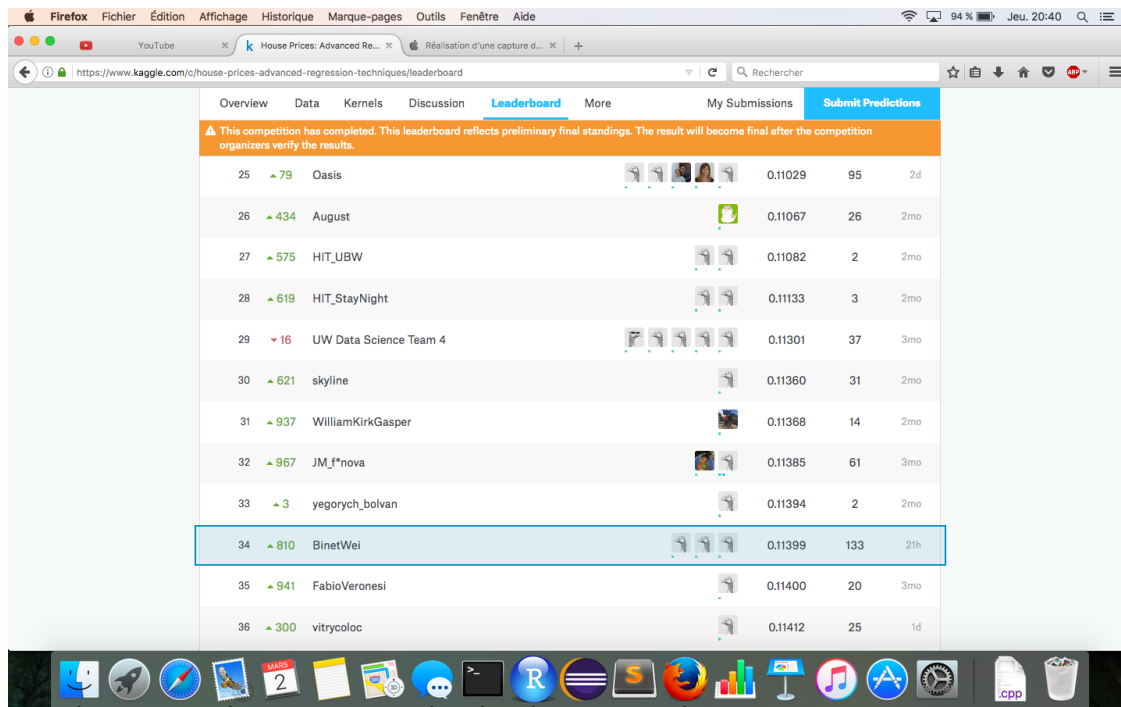 Firefox Fichier Édition Affichage Historique Marque-pages Outils Fenêtre Aide 94 % Jeu. 20:40
YouTube k House Prices: Advanced Re... Réalisation d'une capture d...
https://www.kaggle.com/c/house-prices-advanced-regression-techniques/leaderboard Rechercher ABP
Overview Data Kernels Discussion Leaderboard More My Submissions Submit Predictions
This competition has completed. This leaderboard reflects preliminary final standings. The result will become final after the competition
organizers verify the results.
25 79 Oasis 0.11029 95 2d
26 434 August 0.11067 26 2mo
27 575 HIT_UBW 0.11082 2 2mo
28 619 HIT_StayNight 0.11133 3 2mo
29 16 UW Data Science Team 4 0.11301 37 3mo
30 621 skyline 0.11360 31 2mo
31 937 WilliamKirkGasper 0.11368 14 2mo
32 967 JM_f*nova 0.11385 61 3mo
33 3 yegorych_bolvan 0.11394 2 2mo
34 810 BinetWei 0.11399 133 21h
35 941 FabioVeronesi 0.11400 20 3mo
36 300 vitrycoloc 0.11412 25 1d
MARS
2
>_
R
S
.cpp